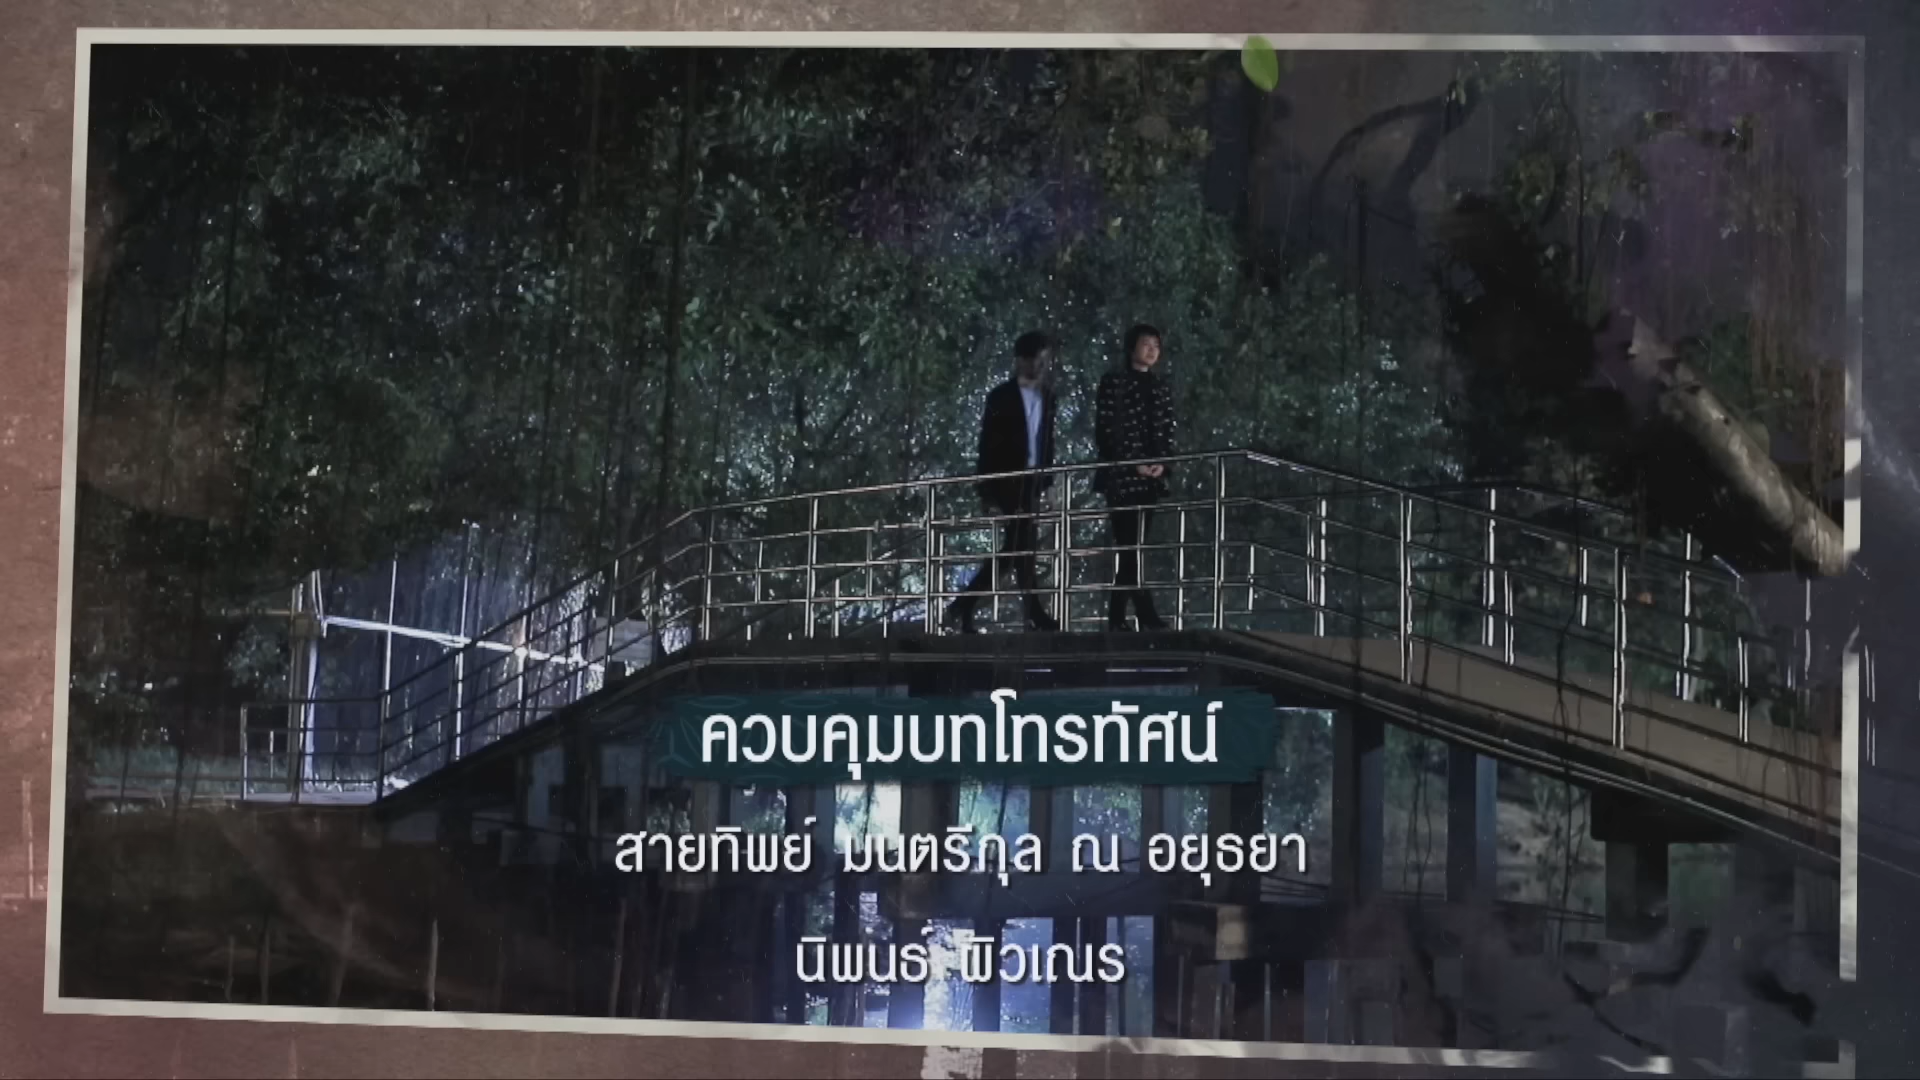 ควบคุมบทโทรทัศน์
สายทิพย์ มนตรีกุล ณ อยุธยา
นิพนธ์ ผิวเณร